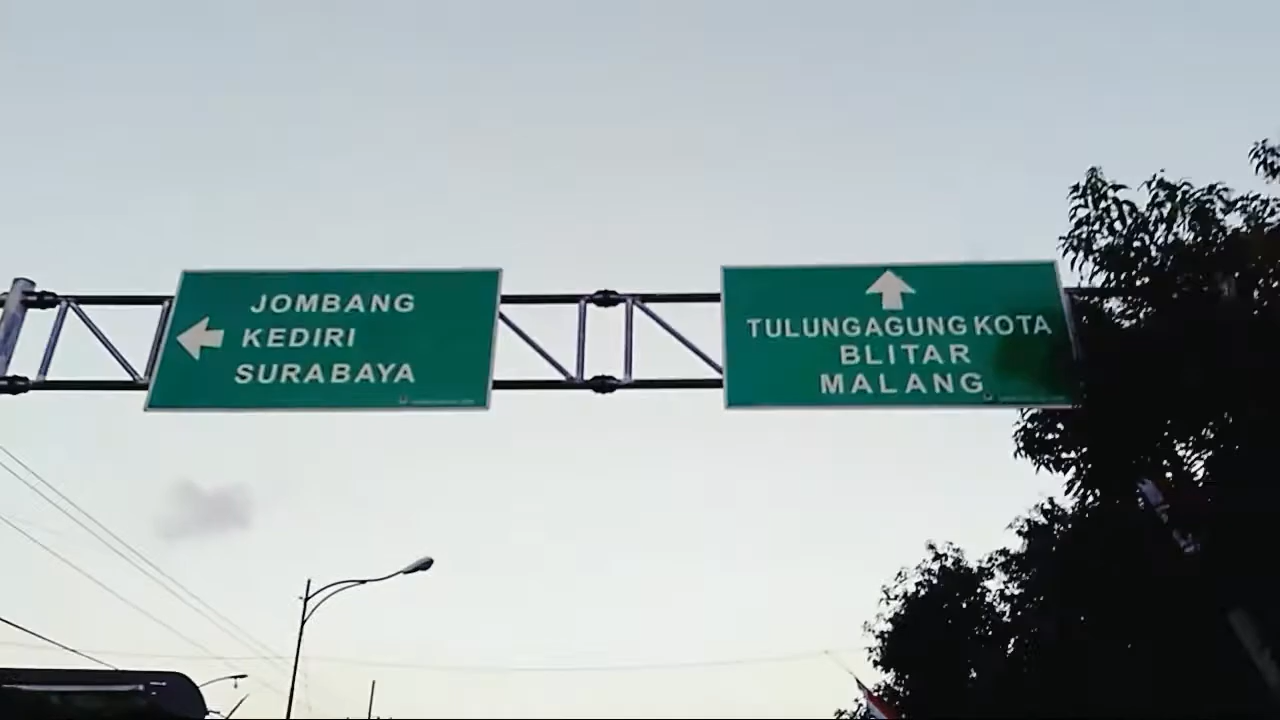 JOMBANG
KEDIRI
SURABAYA
TULUNGAGUNG KOTA
BLITAR
MALANG